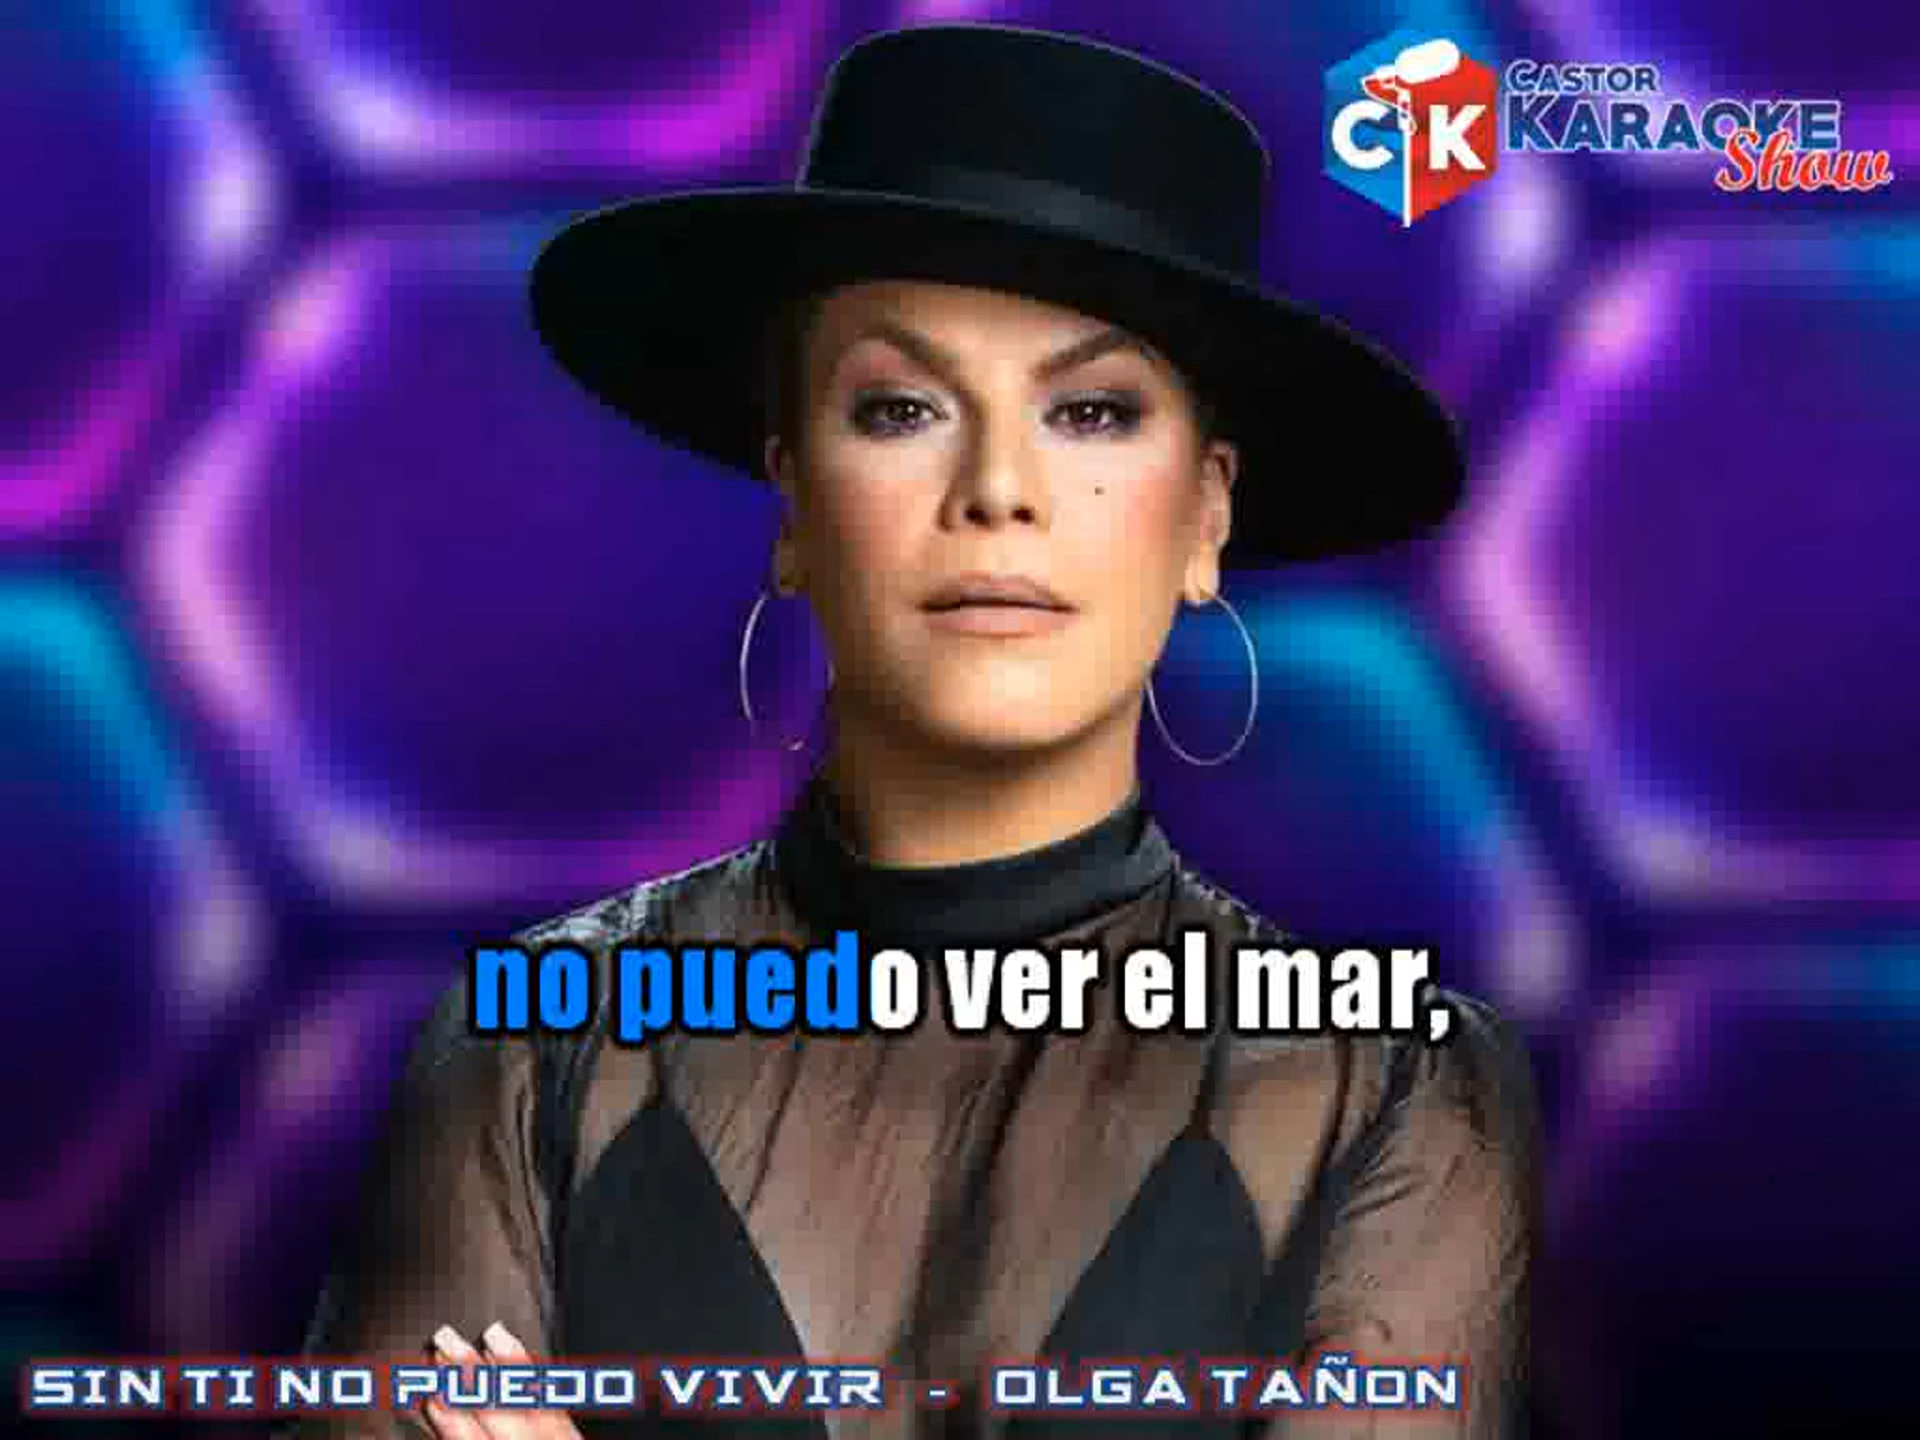 CK
CASTOR
KARAOKE
Show
no puedo ver el mar,
SIN TI NO PUEDO VIVIR - OLGA TAÑON